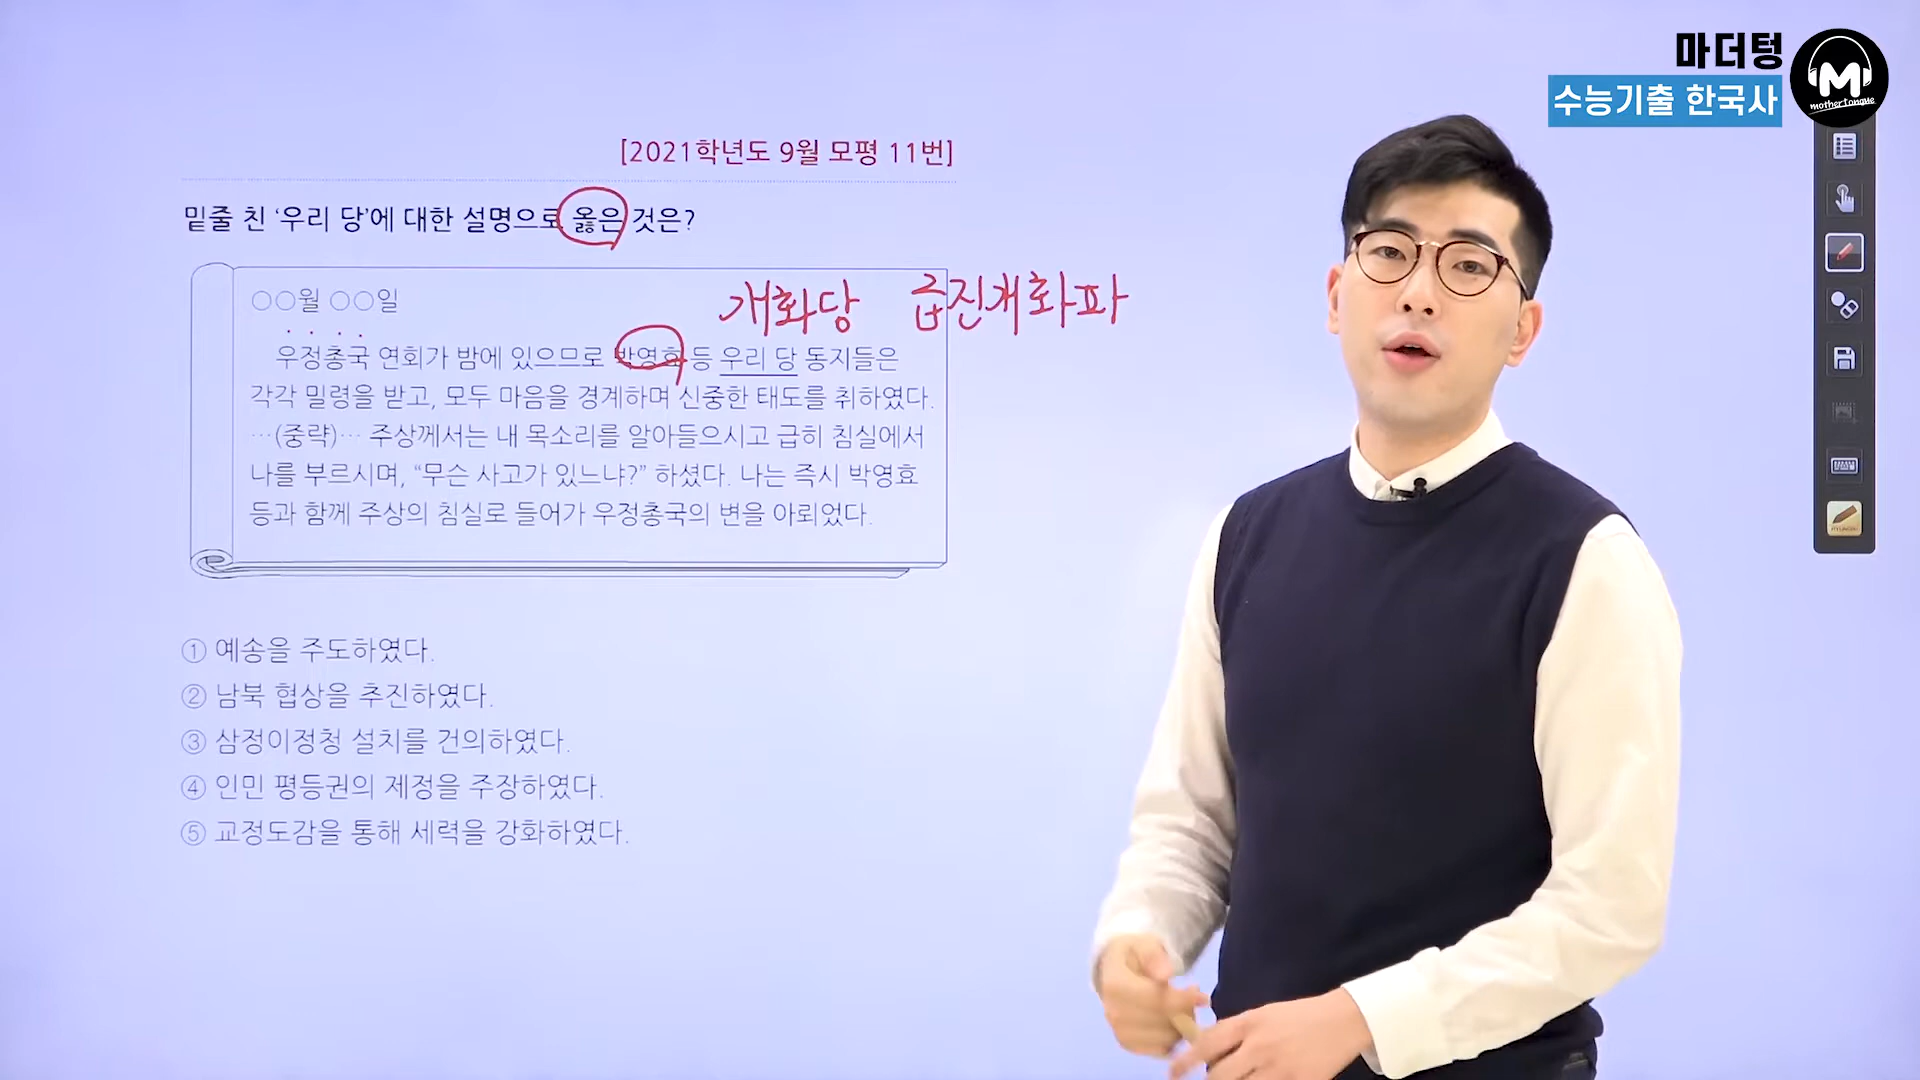 마더텅
수능기출 한국사
mothertongue
[2021학년도 9월 모평 11번]
밑줄 친 '우리 당'에 대한 설명으로 옳은 것은?
○○월 ○○일
개화당 급진개화파
우정총국 연회가 밤에 있으므로 박영효 등 우리 당 동지들은
각각 밀령을 받고, 모두 마음을 경계하며 신중한 태도를 취하였다.
…(중략)… 주상께서는 내 목소리를 알아들으시고 급히 침실에서
나를 부르시며, “무슨 사고가 있느냐?” 하셨다. 나는 즉시 박영효
등과 함께 주상의 침실로 들어가 우정총국의 변을 아뢰었다.
① 예송을 주도하였다.
② 남북 협상을 추진하였다.
③ 삼정이정청 설치를 건의하였다.
④ 인민 평등권의 제정을 주장하였다.
⑤ 교정도감을 통해 세력을 강화하였다.